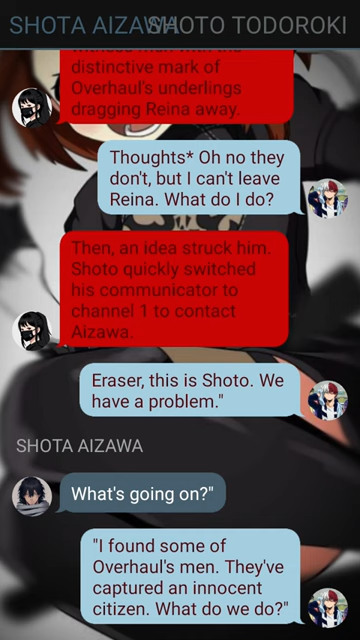 SHOTA AIZAWA SHOTO TODOROKI
distinctive mark of
Overhaul's underlings
dragging Reina away.
Thoughts* Oh no they
don't, but I can't leave
Reina. What do I do?
Then, an idea struck him.
Shoto quickly switched
his communicator to
channel 1 to contact
Aizawa.
Eraser, this is Shoto. We
have a problem."
SHOTA AIZAWA
What's going on?"
"I found some of
Overhaul's men. They've
captured an innocent
citizen. What do we do?"